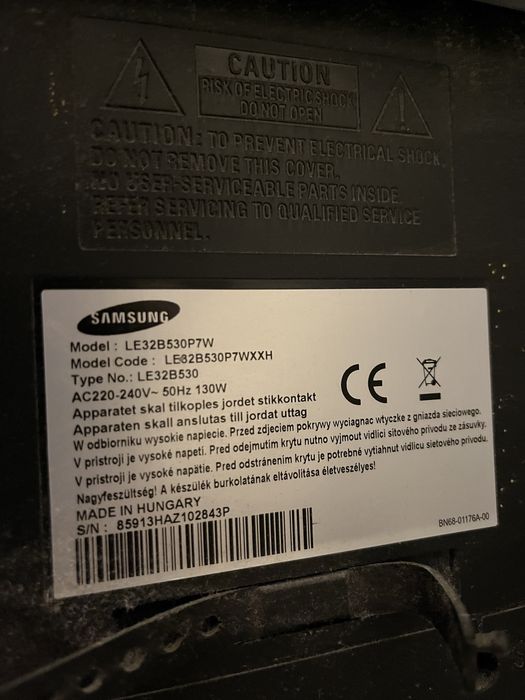 CAUTION
RISK OF ELECTRIC SHOCK
DO NOT OPEN
CAUTION: TO PREVENT ELECTRICAL SHOCK,
DO NOT REMOVE THIS COVER.
NO USER-SERVICEABLE PARTS INSIDE.
REFER SERVICING TO QUALIFIED SERVICE
PERSONNEL.
SAMSUNG
Model : LE32B530P7W
Model Code : LE32B530P7WXXH
Type No.: LE32B530
AC220-240V~ 50Hz 130W
Apparatet skal tilkoples jordet stikkontakt
Apparaten skall anslutas till jordat uttag
W odborniku wysokie napiecie. Przed zdjeciem pokrywy wyciagnac wtyczke z gniazda sieciowego.
V pristroji je vysoké napeti. Pred odejmutim krytu nutno vyjmout vidlici sitového privodu ze zásuvky.
V pristroji je vysoké napätie. Pred odstránením krytu je potrebné vytiahnut vidlicu sietového privodu.
Nagyfeszültség! A készülék burkolatának eltávolítása életveszélyes!
MADE IN HUNGARY
S/N : 85913HAZ102843P
CE
BN68-01176A-00